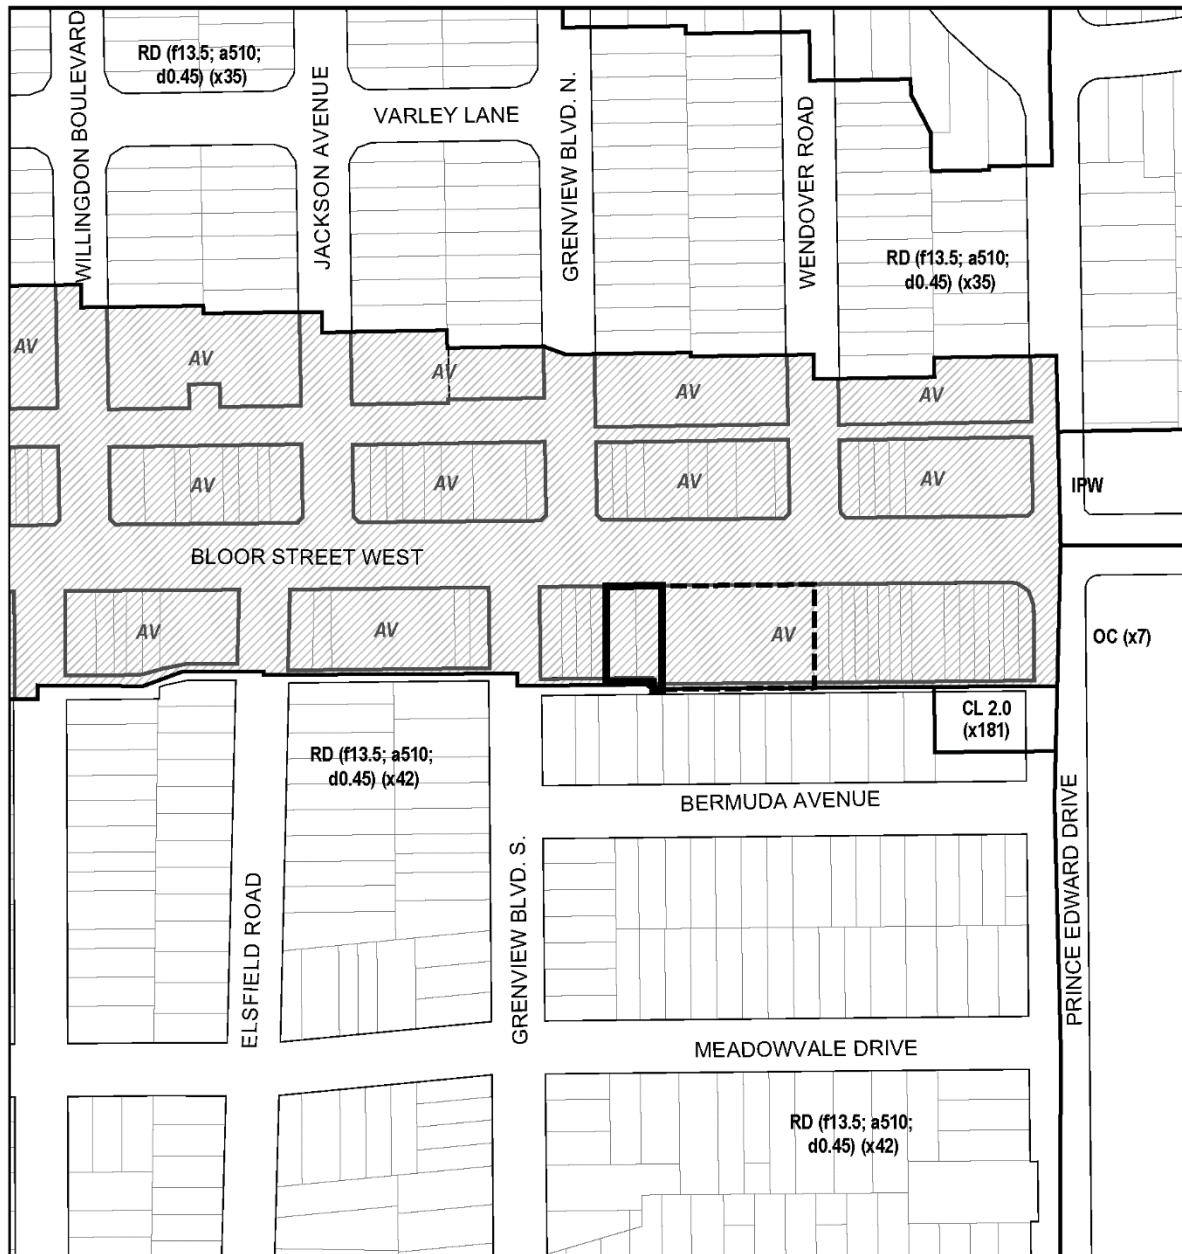 WILLINGDON BOULEVARD
RD (f13.5; a510;
d0.45) (x35)
JACKSON AVENUE
VARLEY LANE
GRENVIEW BLVD. N.
WENDOVER ROAD
RD (f13.5; a510;
d0.45) (x35)
AV
AV
AV
AV
AV
AV
AV
AV
AV
IPW
BLOOR STREET WEST
AV
AV
AV
OC (x7)
CL 2.0
(x181)
RD (f13.5; a510;
d0.45) (x42)
BERMUDA AVENUE
ELSFIELD ROAD
GRENVIEW BLVD. S.
PRINCE EDWARD DRIVE
MEADOWVALE DRIVE
RD (f13.5; a510;
d0.45) (x42)